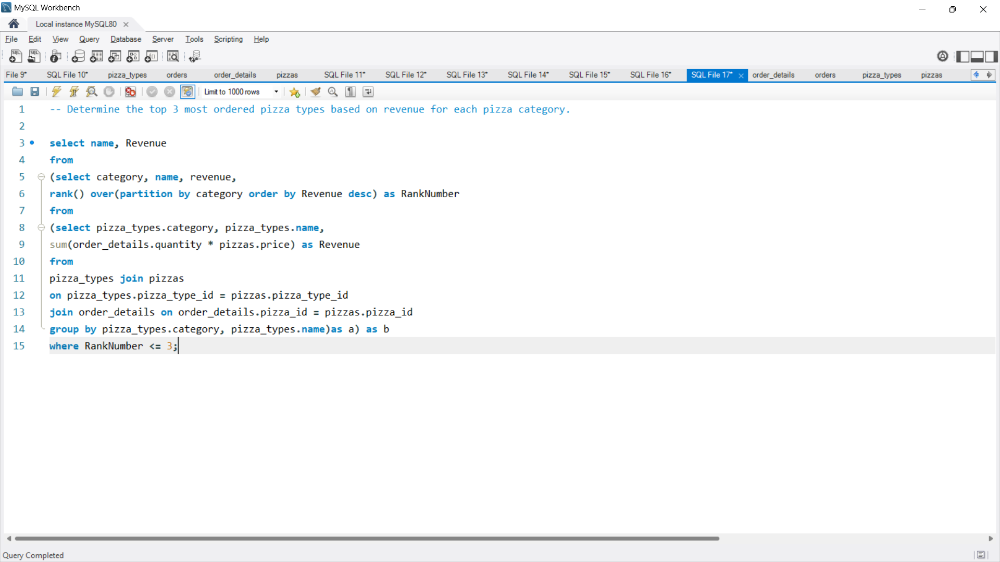 MySQL Workbench
Local instance MySQL80
File Edit View Query Database Server Tools Scripting Help
File 9* SQL File 10* pizza_types orders order_details pizzas SQL File 11* SQL File 12* SQL File 13* SQL File 14* SQL File 15* SQL File 16* SQL File 17* order_details orders pizza_types pizzas
Limit to 1000 rows
1 -- Determine the top 3 most ordered pizza types based on revenue for each pizza category.
2
3 select name, Revenue
4 from
5 (select category, name, revenue,
6 rank() over(partition by category order by Revenue desc) as RankNumber
7 from
8 (select pizza_types.category, pizza_types.name,
9 sum(order_details.quantity * pizzas.price) as Revenue
10 from
11 pizza_types join pizzas
12 on pizza_types.pizza_type_id = pizzas.pizza_type_id
13 join order_details on order_details.pizza_id = pizzas.pizza_id
14 group by pizza_types.category, pizza_types.name)as a) as b
15 where RankNumber <= 3;
Query Completed